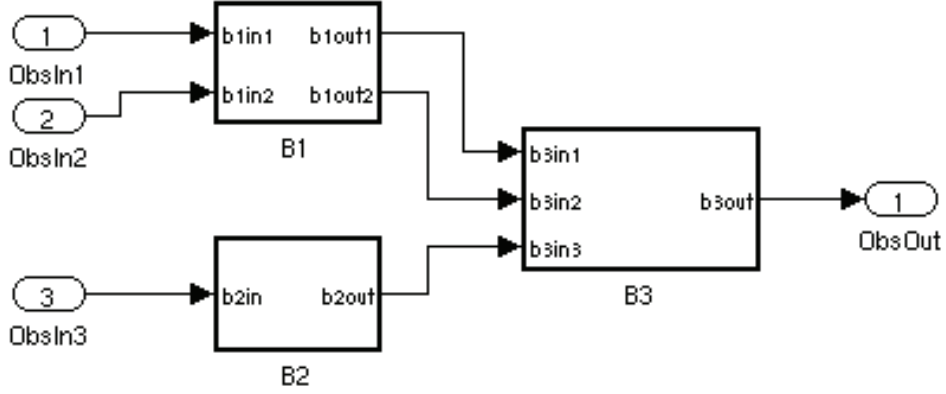 1
ObsIn1
2
ObsIn2
b1in1
b1out1
b1in2
b1out2
B1
3
ObsIn3
b2in
b2out
B2
b3in1
b3in2
b3out
b3in3
B3
1
ObsOut